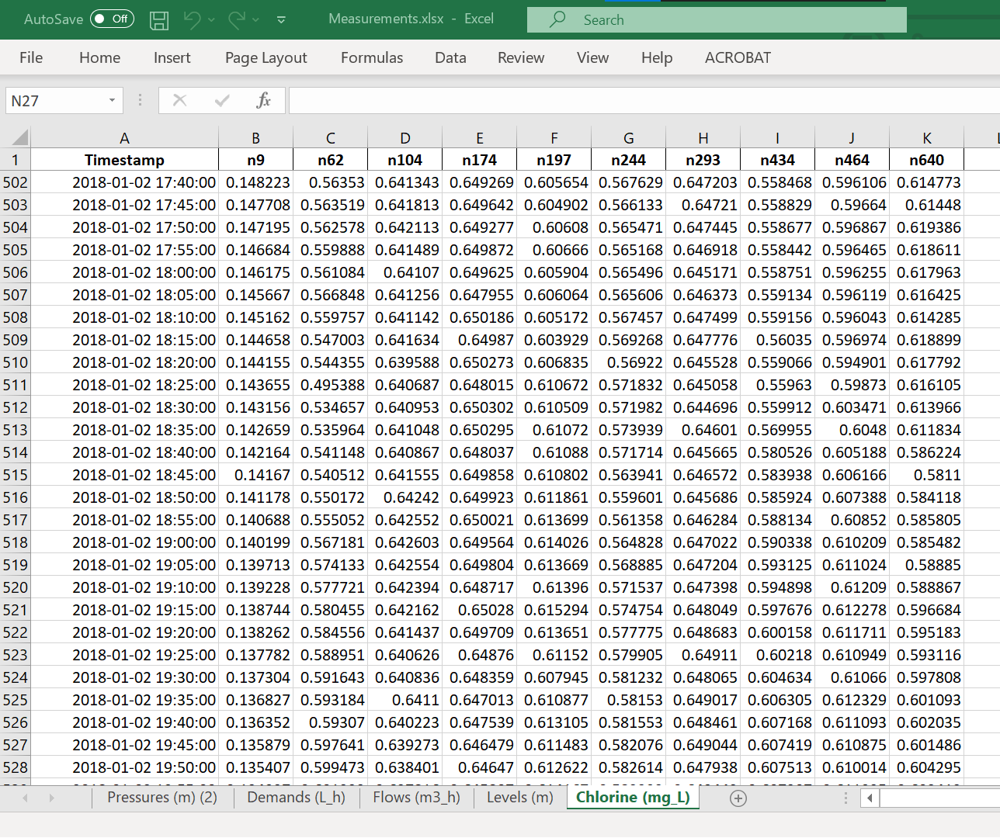 AutoSave Off Measurements.xlsx - Excel Search
File Home Insert Page Layout Formulas Data Review View Help ACROBAT
N27 fx
A B C D E F G H I J K
1 Timestamp n9 n62 n104 n174 n197 n244 n293 n434 n464 n640
502 2018-01-02 17:40:00 0.148223 0.56353 0.641343 0.649269 0.605654 0.567629 0.647203 0.558468 0.596106 0.614773
503 2018-01-02 17:45:00 0.147708 0.563519 0.641813 0.649642 0.604902 0.566133 0.64721 0.558829 0.59664 0.61448
504 2018-01-02 17:50:00 0.147195 0.562578 0.642113 0.649277 0.60608 0.565471 0.647445 0.558677 0.596867 0.619386
505 2018-01-02 17:55:00 0.146684 0.559888 0.641489 0.649872 0.60666 0.565168 0.646918 0.558442 0.596465 0.618611
506 2018-01-02 18:00:00 0.146175 0.561084 0.64107 0.649625 0.605904 0.565496 0.645171 0.558751 0.596255 0.617963
507 2018-01-02 18:05:00 0.145667 0.566848 0.641256 0.647955 0.606064 0.565606 0.646373 0.559134 0.596119 0.616425
508 2018-01-02 18:10:00 0.145162 0.559757 0.641142 0.650186 0.605172 0.567457 0.647499 0.559156 0.596043 0.614285
509 2018-01-02 18:15:00 0.144658 0.547003 0.641634 0.64987 0.603929 0.569268 0.647776 0.56035 0.596974 0.618899
510 2018-01-02 18:20:00 0.144155 0.544355 0.639588 0.650273 0.606835 0.56922 0.645528 0.559066 0.594901 0.617792
511 2018-01-02 18:25:00 0.143655 0.495388 0.640687 0.648015 0.610672 0.571832 0.645058 0.55963 0.59873 0.616105
512 2018-01-02 18:30:00 0.143156 0.534657 0.640953 0.650302 0.610509 0.571982 0.644696 0.559912 0.603471 0.613966
513 2018-01-02 18:35:00 0.142659 0.535964 0.641048 0.650295 0.61072 0.573939 0.64601 0.569955 0.6048 0.611834
514 2018-01-02 18:40:00 0.142164 0.541148 0.640867 0.648037 0.61088 0.571714 0.645665 0.580526 0.605188 0.586224
515 2018-01-02 18:45:00 0.14167 0.540512 0.641555 0.649858 0.610802 0.563941 0.646572 0.583938 0.606166 0.5811
516 2018-01-02 18:50:00 0.141178 0.550172 0.64242 0.649923 0.611861 0.559601 0.645686 0.585924 0.607388 0.584118
517 2018-01-02 18:55:00 0.140688 0.555052 0.642552 0.650021 0.613699 0.561358 0.646284 0.588134 0.60852 0.585805
518 2018-01-02 19:00:00 0.140199 0.567181 0.642603 0.649564 0.614026 0.564828 0.647022 0.590338 0.610209 0.585482
519 2018-01-02 19:05:00 0.139713 0.574133 0.642554 0.649804 0.613669 0.568885 0.647204 0.593125 0.611024 0.58885
520 2018-01-02 19:10:00 0.139228 0.577721 0.642394 0.648717 0.61396 0.571537 0.647398 0.594898 0.61209 0.588867
521 2018-01-02 19:15:00 0.138744 0.580455 0.642162 0.65028 0.615294 0.574754 0.648049 0.597676 0.612278 0.596684
522 2018-01-02 19:20:00 0.138262 0.584556 0.641437 0.649709 0.613651 0.577775 0.648683 0.600158 0.611711 0.595183
523 2018-01-02 19:25:00 0.137782 0.588951 0.640626 0.64876 0.61152 0.579905 0.64911 0.60218 0.610949 0.593116
524 2018-01-02 19:30:00 0.137304 0.591643 0.640836 0.648359 0.607945 0.581232 0.648065 0.604634 0.61066 0.597808
525 2018-01-02 19:35:00 0.136827 0.593184 0.6411 0.647013 0.610877 0.58153 0.649017 0.606305 0.612329 0.601093
526 2018-01-02 19:40:00 0.136352 0.59307 0.640223 0.647539 0.613105 0.581553 0.648461 0.607168 0.611093 0.602035
527 2018-01-02 19:45:00 0.135879 0.597641 0.639273 0.646479 0.611483 0.582076 0.649044 0.607419 0.610875 0.601486
528 2018-01-02 19:50:00 0.135407 0.599473 0.638401 0.64647 0.612622 0.582614 0.647938 0.607513 0.610014 0.604295
Pressures (m) (2) Demands (L_h) Flows (m3_h) Levels (m) Chlorine (mg_L)